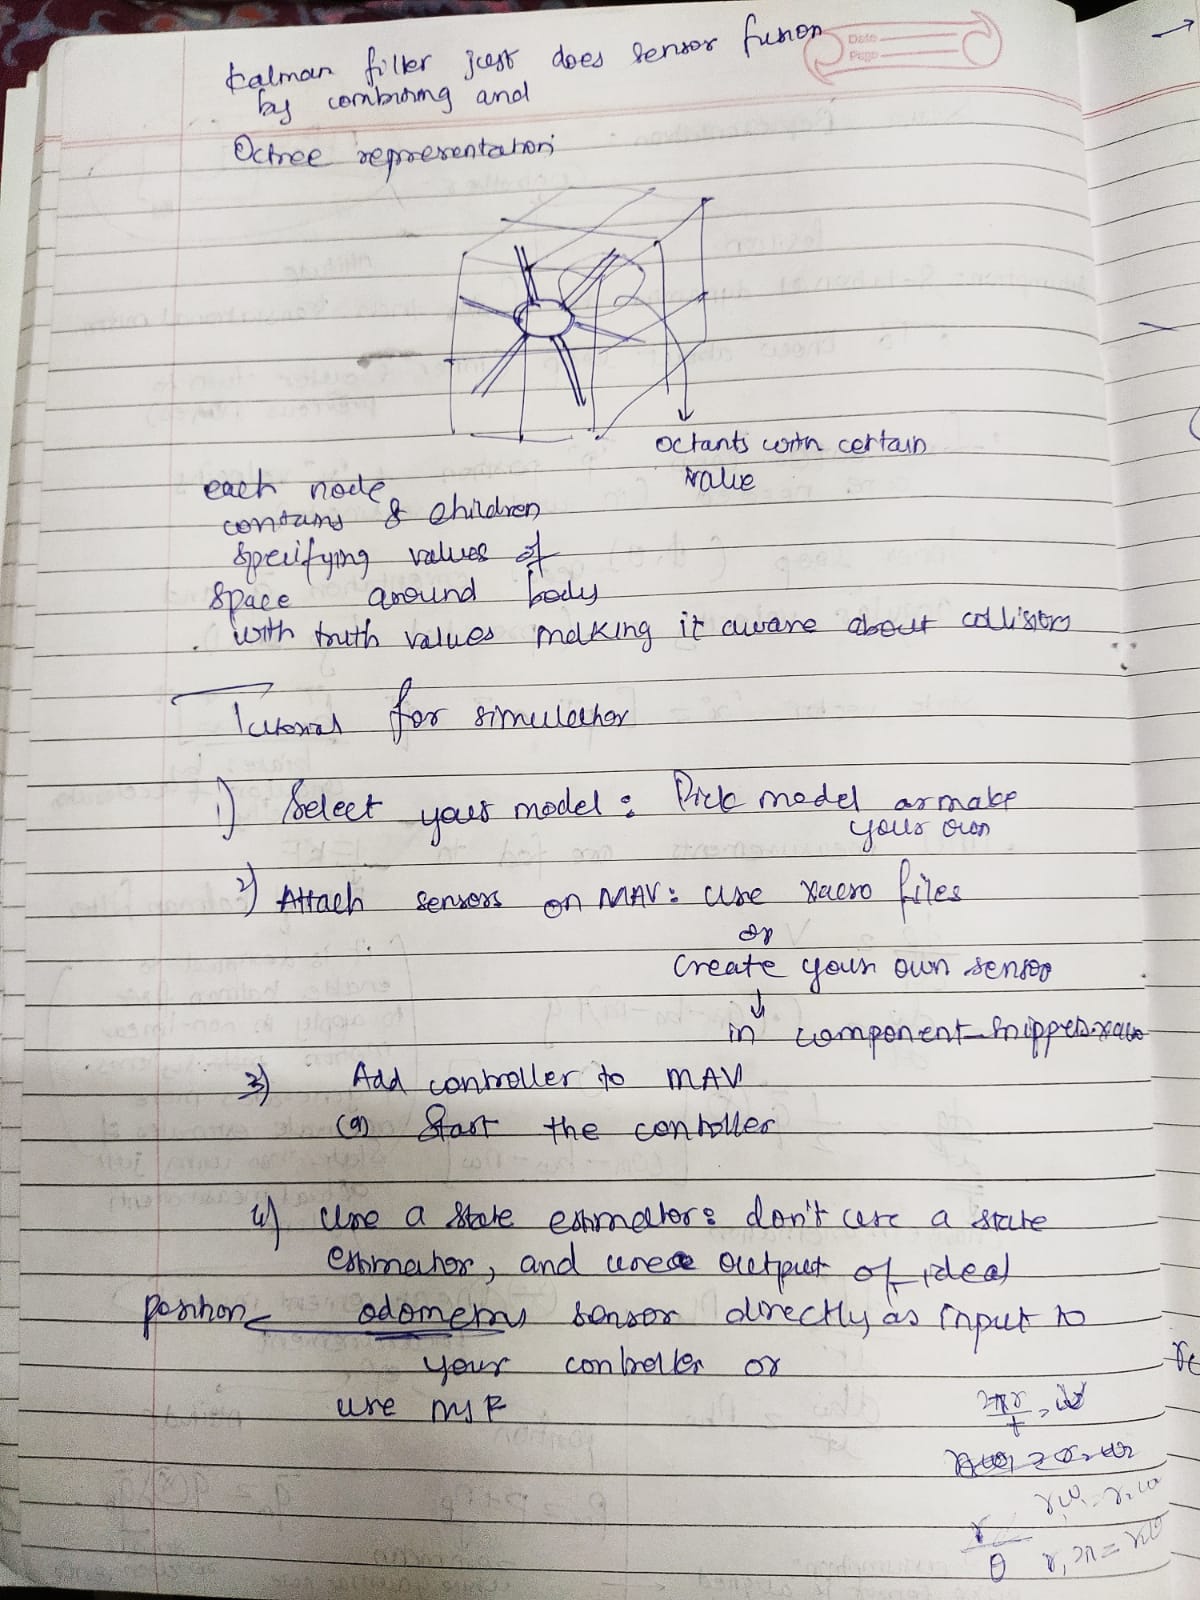 Kalman filter just does sensor fusion
by combining and
Date
Page
Octree representation
octants with certain
value
each node
contains 8 children
specifying values of
space around body
with truth values making it aware about collisions
Tutorial for simulation
1) Select your model: Pick model or make
your own
2) Attach sensors on MAV: use xacro files
or
create your own sensor
↓
in component_snippets.xacro
3) Add controller to MAV
(a) Start the controller
4) Use a state estimator: don't use a state
estimator, and use output of ideal
position odometry sensor directly as input to
your controller or
use MSF
2πr/t = 
r/θ